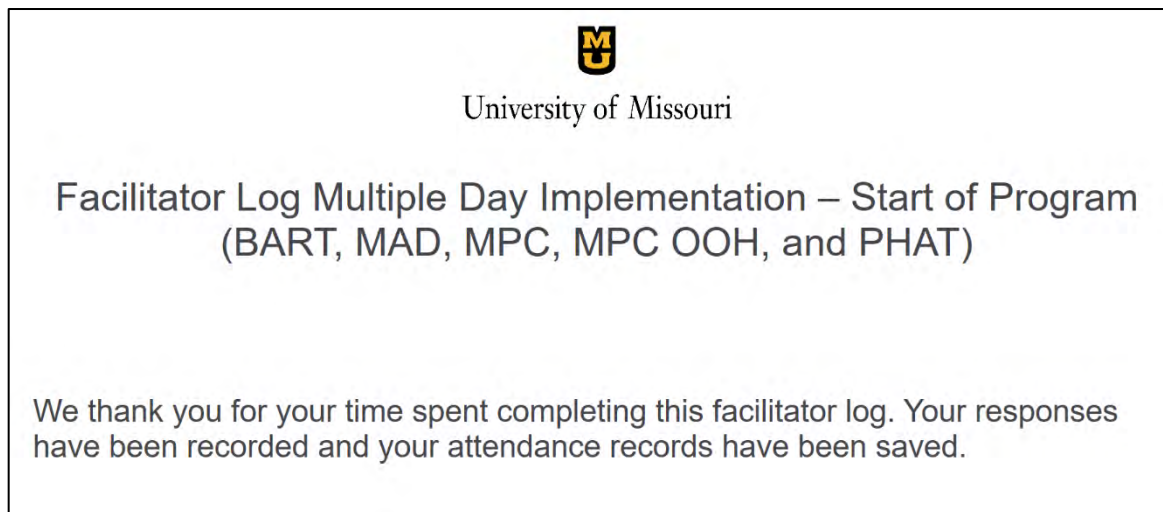 MU
University of Missouri
Facilitator Log Multiple Day Implementation – Start of Program
(BART, MAD, MPC, MPC OOH, and PHAT)
We thank you for your time spent completing this facilitator log. Your responses
have been recorded and your attendance records have been saved.